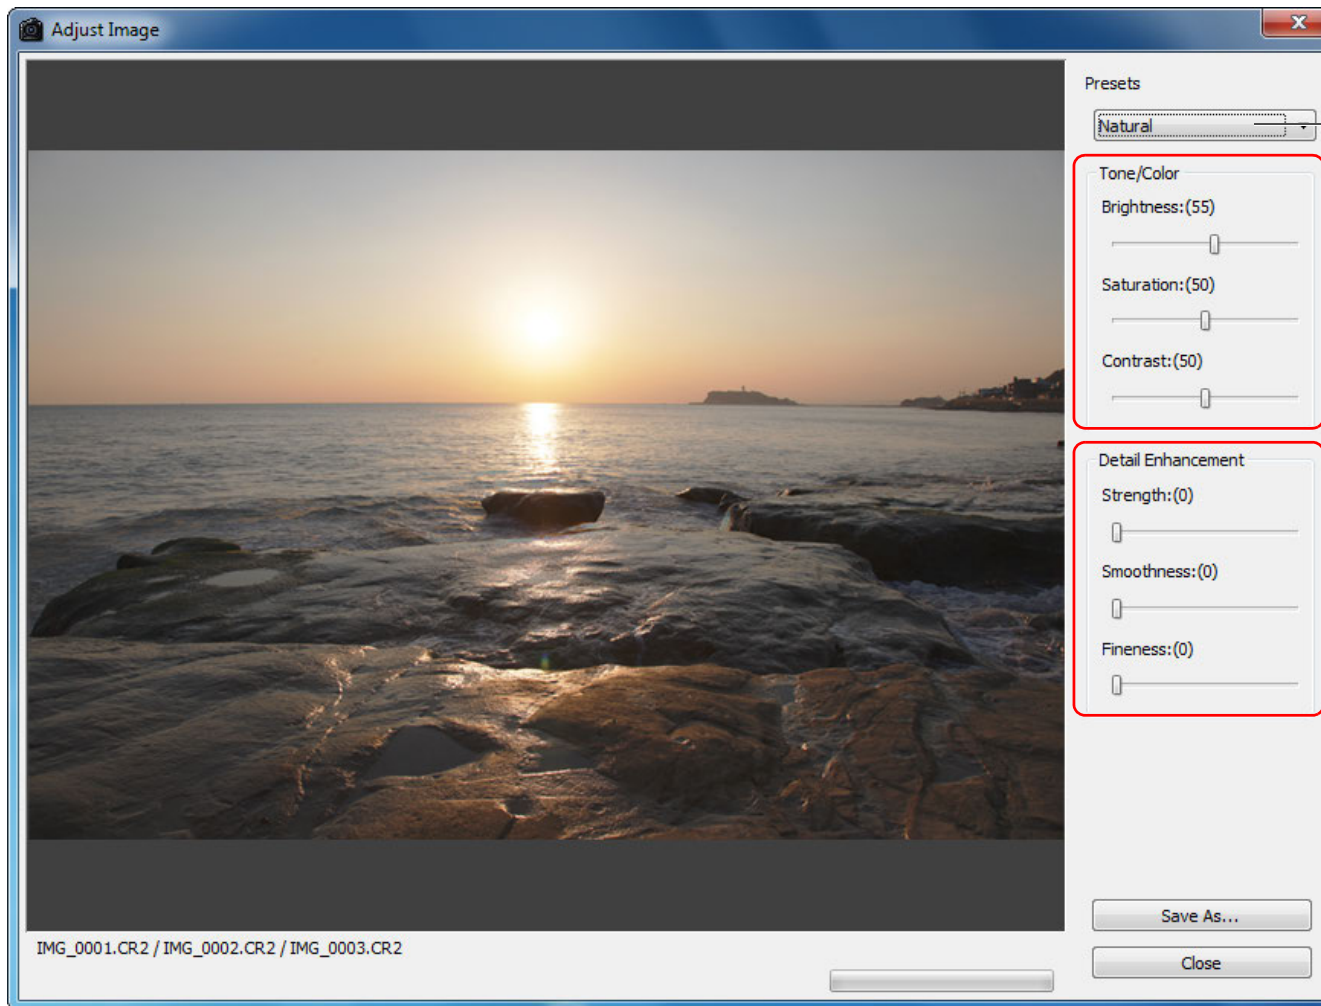 Adjust Image
Presets
Natural
Tone/Color
Brightness:(55)
Saturation:(50)
Contrast:(50)
Detail Enhancement
Strength:(0)
Smoothness:(0)
Fineness:(0)
Save As...
IMG_0001.CR2 / IMG_0002.CR2 / IMG_0003.CR2
Close